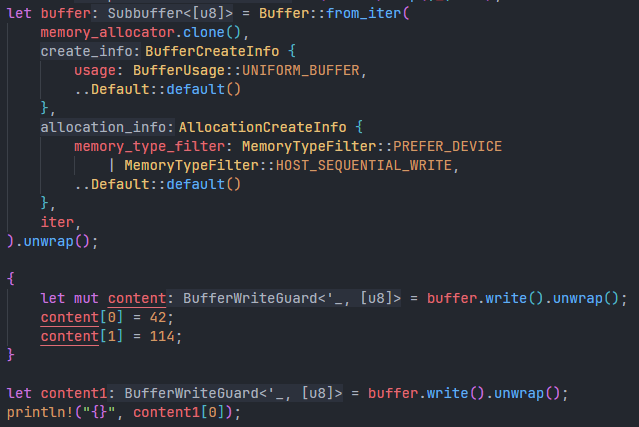 let buffer: Subbuffer<[u8]> = Buffer::from_iter(
    memory_allocator.clone(),
    create_info: BufferCreateInfo {
        usage: BufferUsage::UNIFORM_BUFFER,
        ..Default::default()
    },
    allocation_info: AllocationCreateInfo {
        memory_type_filter: MemoryTypeFilter::PREFER_DEVICE
            | MemoryTypeFilter::HOST_SEQUENTIAL_WRITE,
        ..Default::default()
    },
    iter,
).unwrap();
{
    let mut content: BufferWriteGuard<'_, [u8]> = buffer.write().unwrap();
    content[0] = 42;
    content[1] = 114;
}
let content1: BufferWriteGuard<'_, [u8]> = buffer.write().unwrap();
println!("{}", content1[0]);